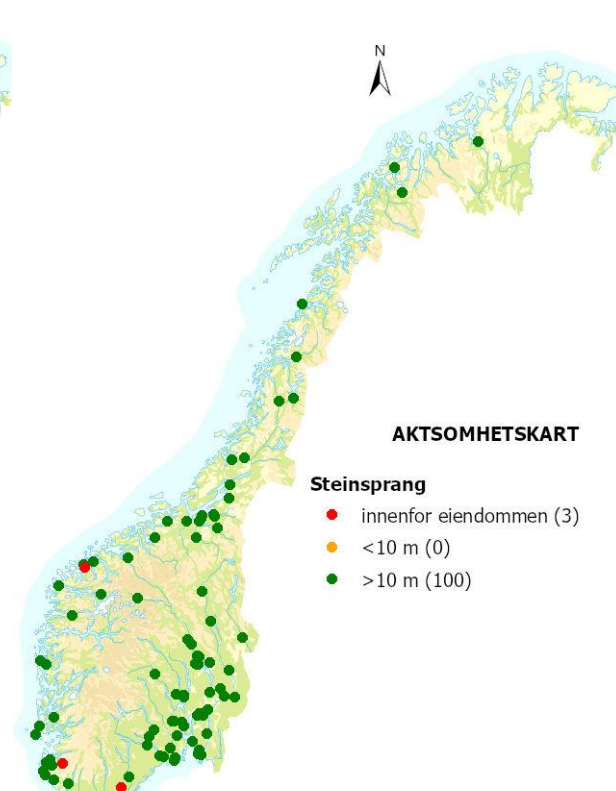 N
AKTSOMHETSKART
Steinsprang
innenfor eiendommen (3)
<10 m (0)
>10 m (100)